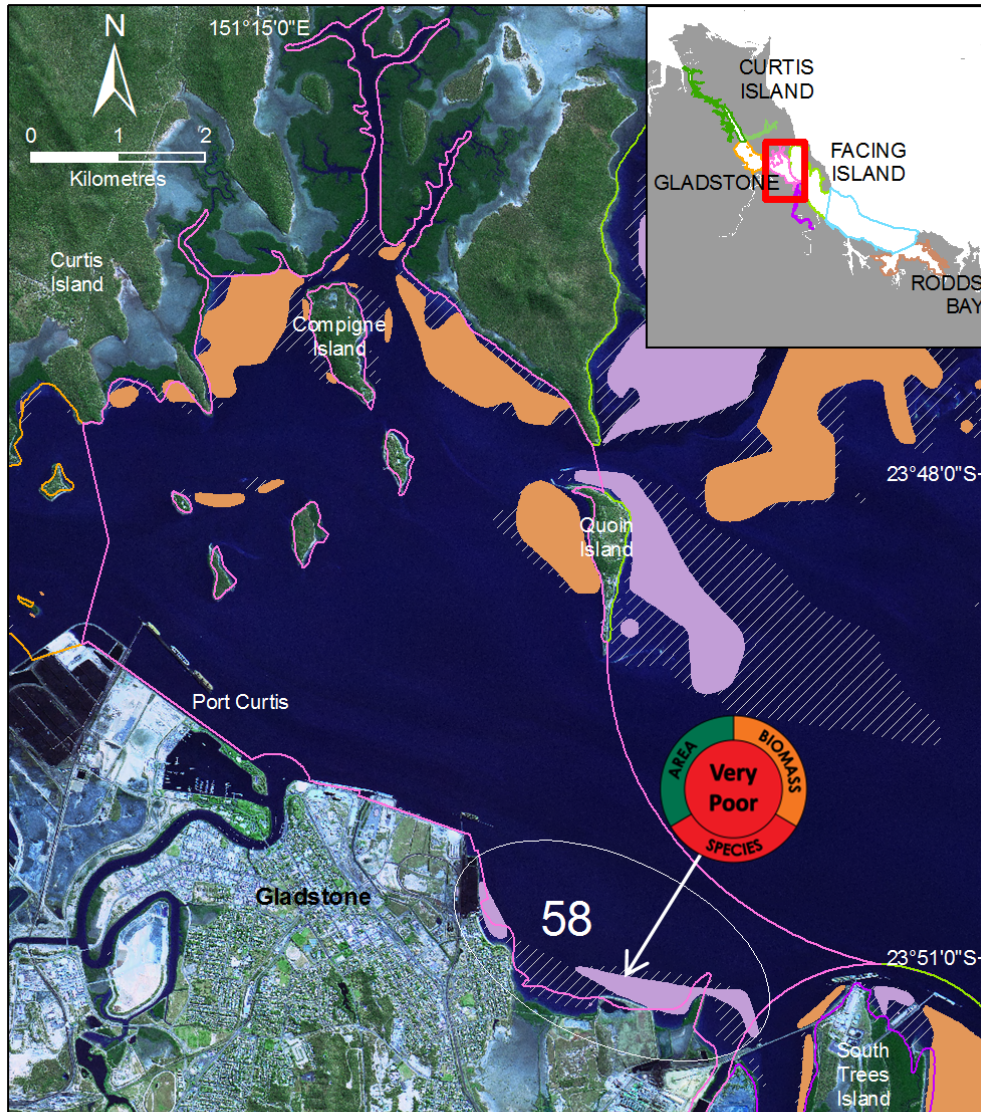 151°15'0"E
N
0 1 2
Kilometres
CURTIS
ISLAND
FACING
ISLAND
GLADSTONE
RODDS
BAY
Curtis
Island
Compigne
Island
23°48'0"S
Quoin
Island
Port Curtis
AREA
BIOMASS
Very
Poor
SPECIES
Gladstone
58
23°51'0"S
South
Trees
Island